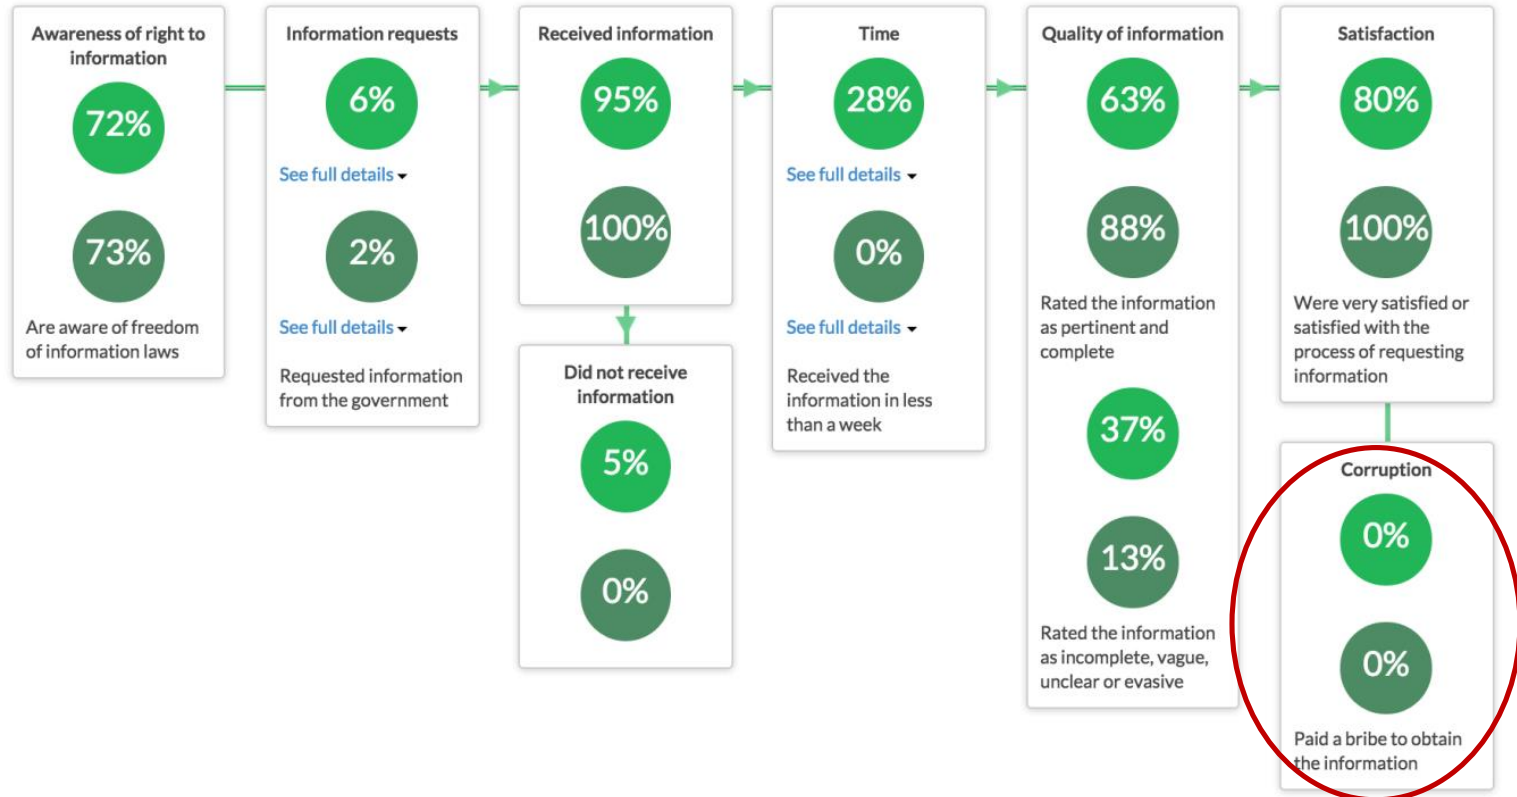 Awareness of right to
information
72%
73%
Are aware of freedom
of information laws
Information requests
6%
See full details
2%
See full details
Requested information
from the government
Received information
95%
100%
Did not receive
information
5%
0%
Time
28%
See full details
0%
See full details
Received the
information in less
than a week
Quality of information
63%
88%
Rated the information
as pertinent and
complete
37%
13%
Rated the information
as incomplete, vague,
unclear or evasive
Satisfaction
80%
100%
Were very satisfied or
satisfied with the
process of requesting
information
Corruption
0%
0%
Paid a bribe to obtain
the information